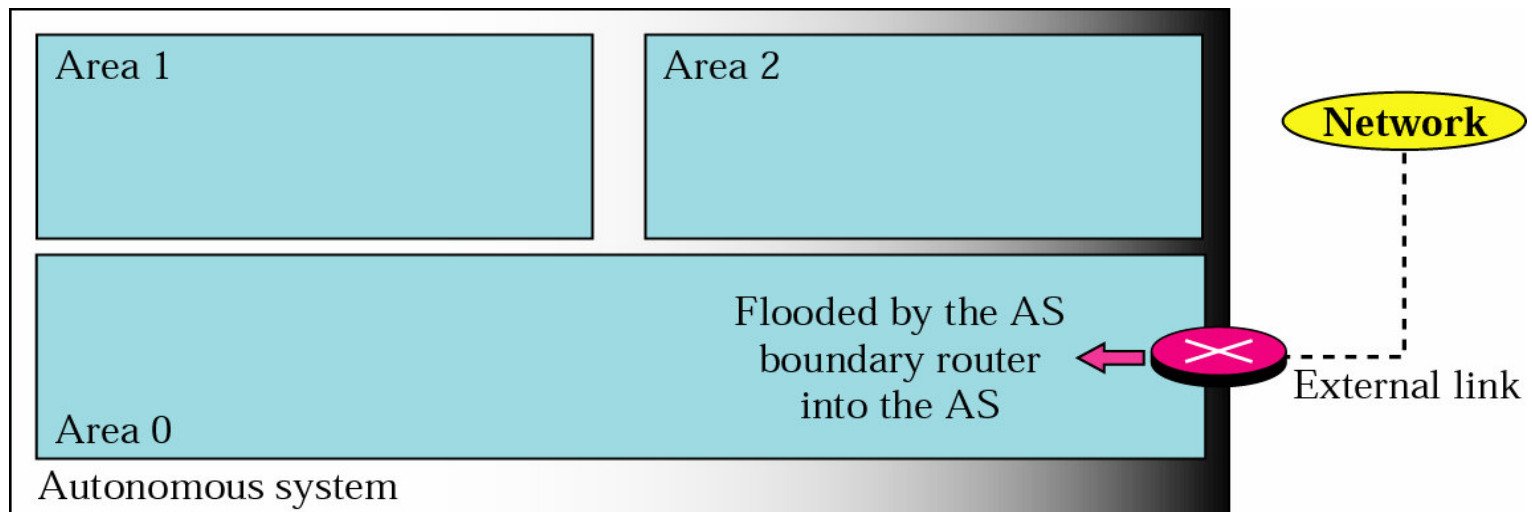 Area 1
Area 2
Network
Flooded by the AS
boundary router
into the AS
External link
Area 0
Autonomous system